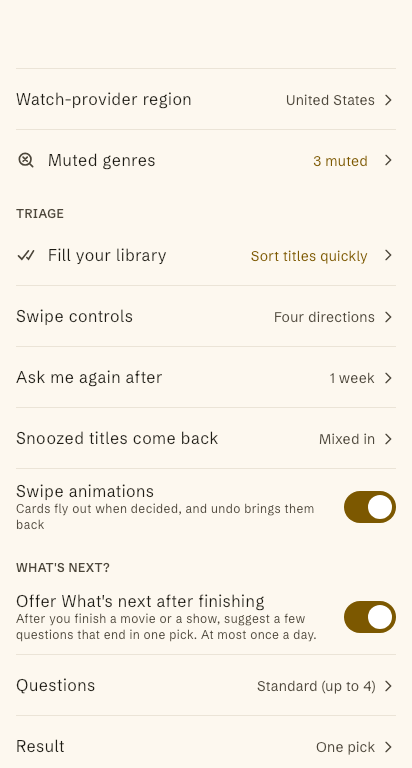 Watch-provider region United States
Muted genres 3 muted
TRIAGE
Fill your library Sort titles quickly
Swipe controls Four directions
Ask me again after 1 week
Snoozed titles come back Mixed in
Swipe animations
Cards fly out when decided, and undo brings them
back
WHAT'S NEXT?
Offer What's next after finishing
After you finish a movie or a show, suggest a few
questions that end in one pick. At most once a day.
Questions Standard (up to 4)
Result One pick